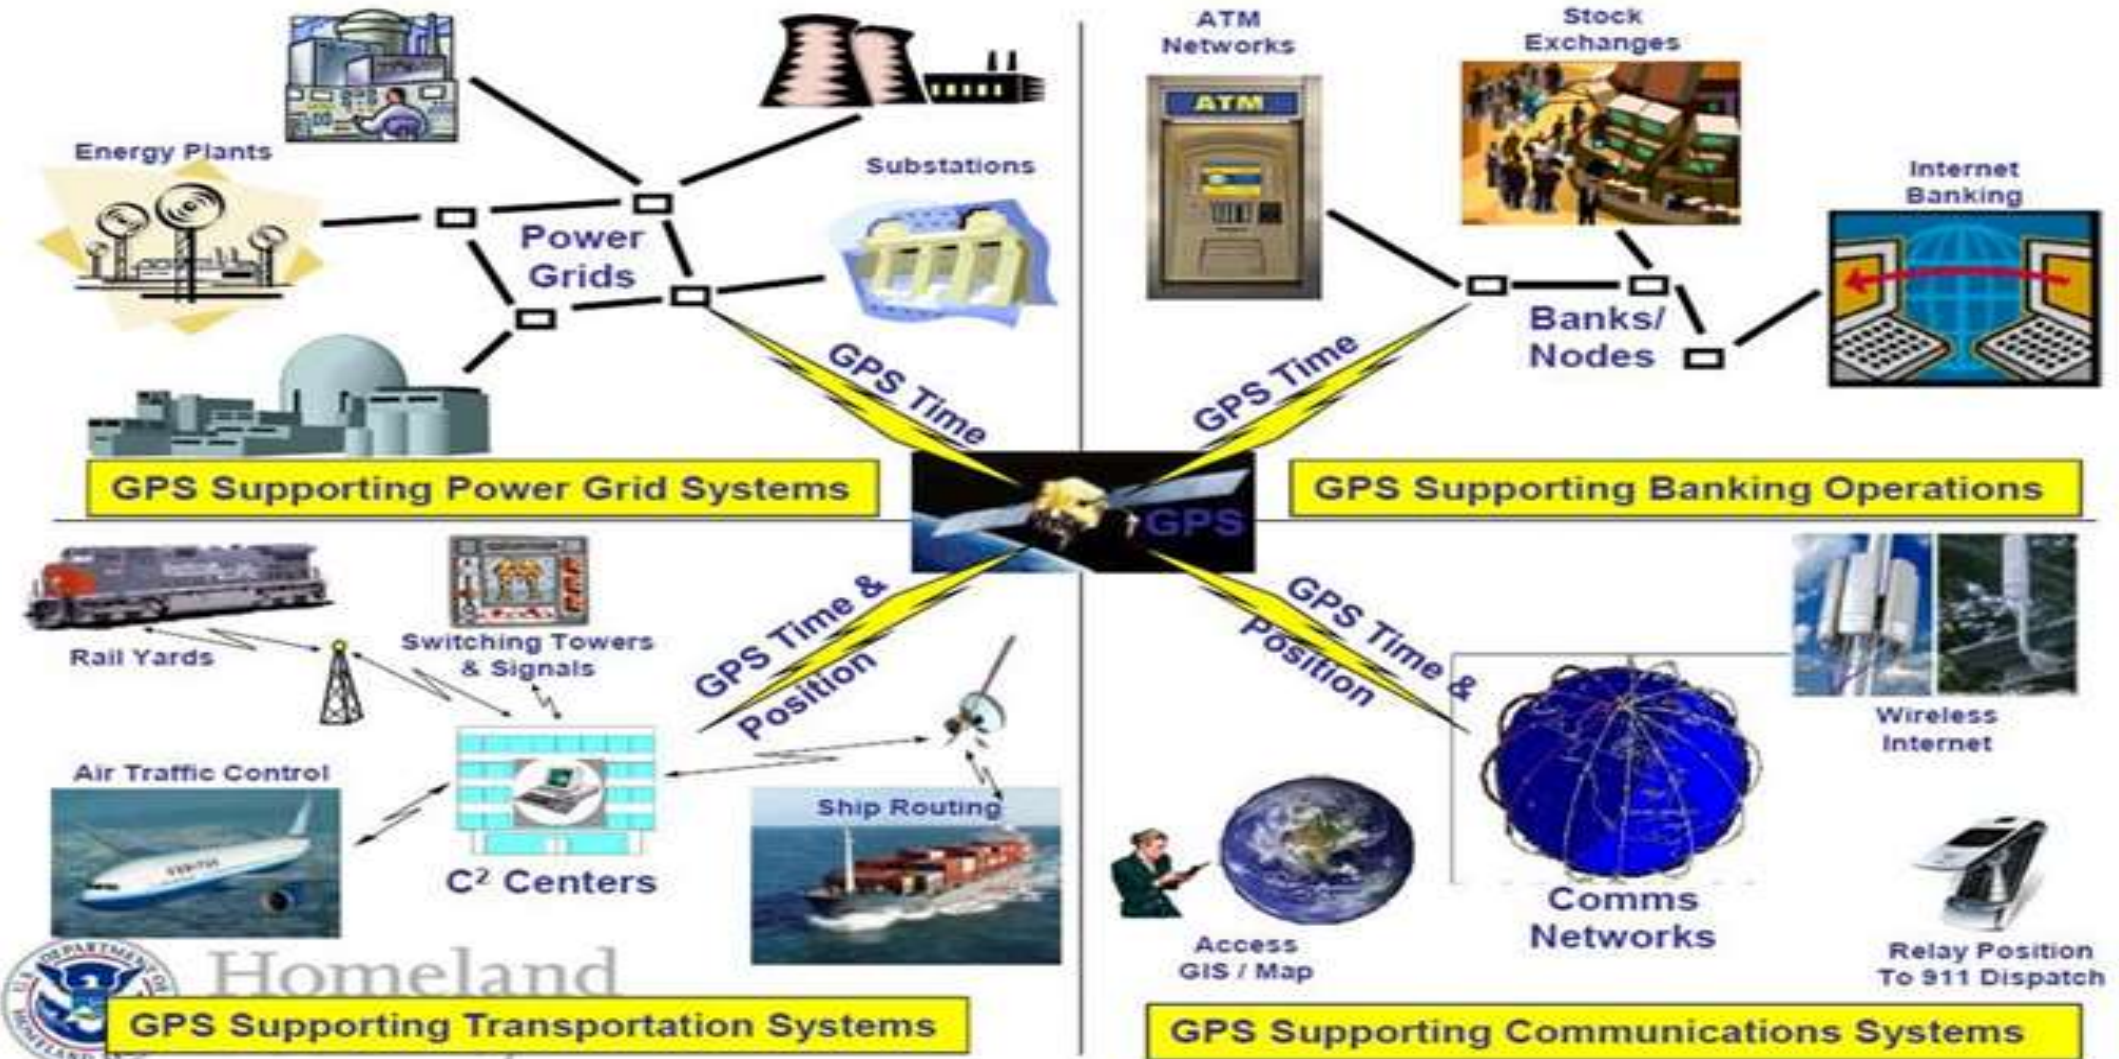 Energy Plants
Substations
Power
Grids
GPS Time
GPS Supporting Power Grid Systems
ATM
Networks
Stock
Exchanges
ATM
Internet
Banking
Banks/
Nodes
GPS Time
GPS Supporting Banking Operations
GPS
Rail Yards
Switching Towers
& Signals
GPS Time &
Position
Air Traffic Control
Ship Routing
C² Centers
Homeland
GPS Supporting Transportation Systems
GPS Time &
Position
Wireless
Internet
Comms
Networks
Access
GIS / Map
Relay Position
To 911 Dispatch
GPS Supporting Communications Systems